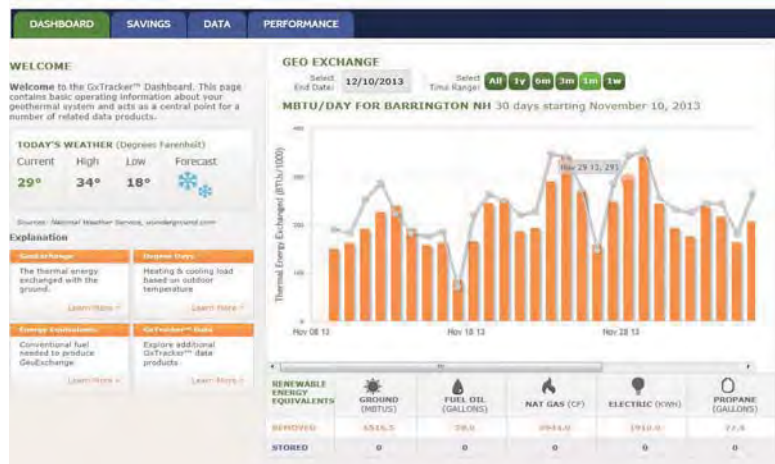 DASHBOARD SAVINGS DATA PERFORMANCE
WELCOME
Welcome to the GxTracker™ Dashboard. This page
contains basic operating information about your
geothermal system and acts as a central point for a
number of related data products.
TODAY'S WEATHER (Degrees Farenheit)
Current High Low Forecast
29° 34° 18°
Sources: National Weather Service, wunderground.com
Explanation
GeoExchange
The thermal energy
exchanged with the
ground.
Learn More »
Degree Days
Heating & cooling load
based on outdoor
temperature
Learn More »
Energy Equivalents
Conventional fuel
needed to produce
GeoExchange
Learn More »
GxTracker™ Data
Explore additional
GxTracker™ data
products
Learn More »
GEO EXCHANGE
Select
End Date: 12/10/2013
Select
Time Range: All 1y 6m 3m 1m 1w
MBTU/DAY FOR BARRINGTON NH 30 days starting November 10, 2013
Thermal Energy Exchanged (BTUs/1000)
Nov 29 13, 291
Nov 08 13 Nov 18 13 Nov 28 13
RENEWABLE
ENERGY
EQUIVALENTS
GROUND
(MBTUS)
FUEL OIL
(GALLONS)
NAT GAS (CF)
ELECTRIC (KWH)
PROPANE
(GALLONS)
REMOVED
STORED 0 0 0 0 0